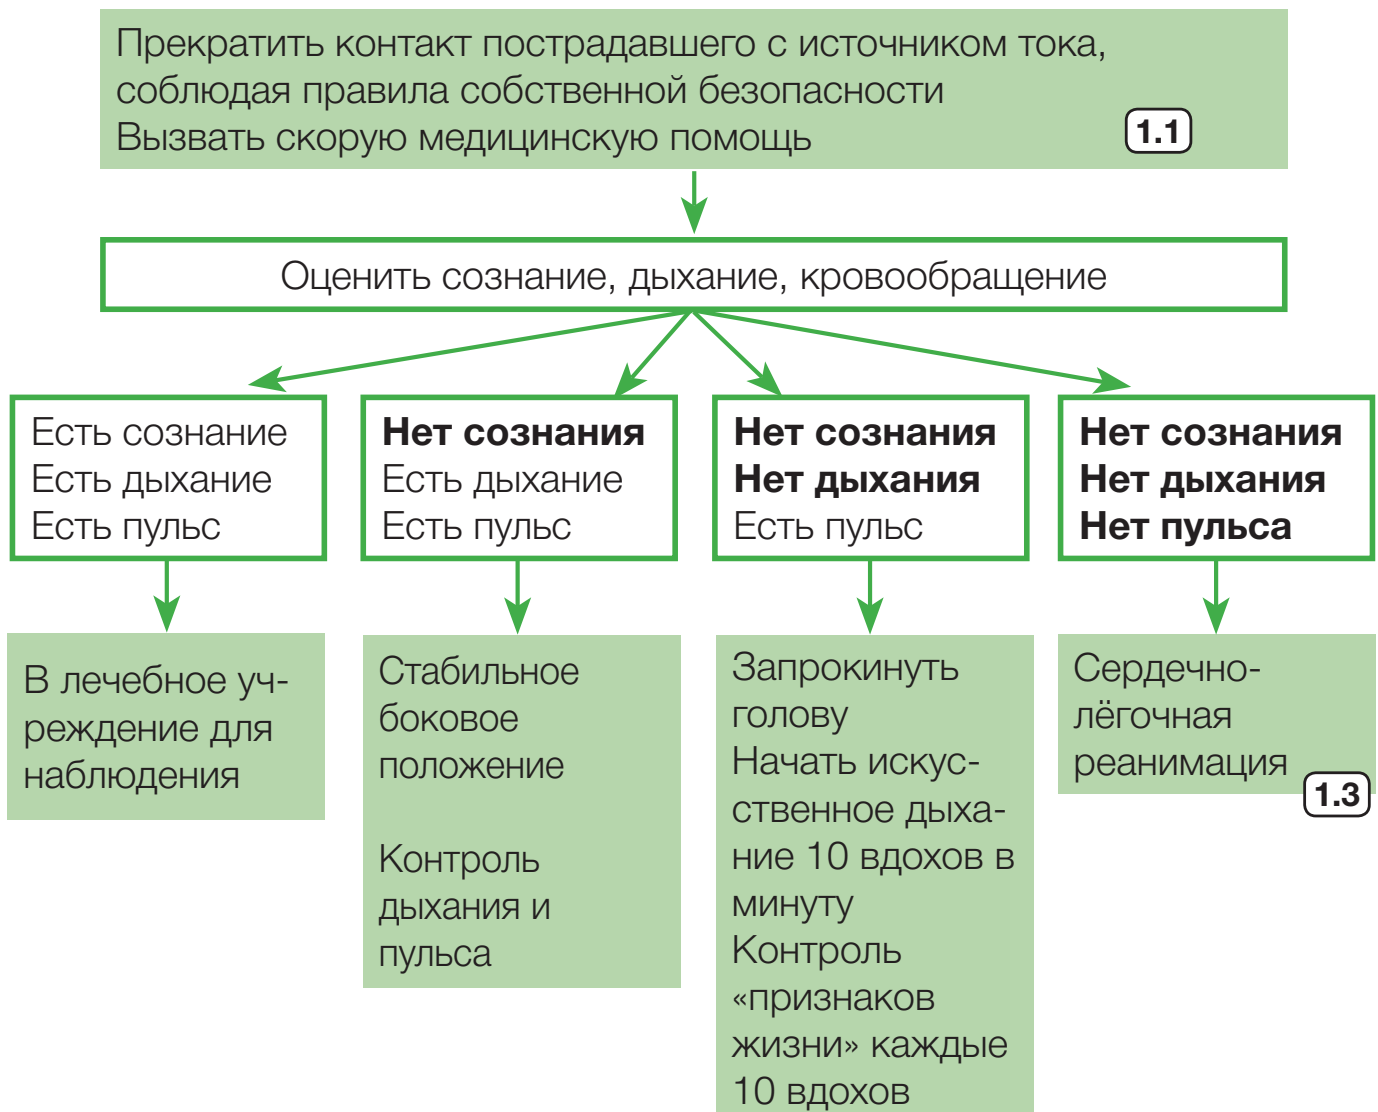 Прекратить контакт пострадавшего с источником тока,
соблюдая правила собственной безопасности
Вызвать скорую медицинскую помощь
1.1
Оценить сознание, дыхание, кровообращение
Есть сознание
Есть дыхание
Есть пульс
Нет сознания
Есть дыхание
Есть пульс
Нет сознания
Нет дыхания
Есть пульс
Нет сознания
Нет дыхания
Нет пульса
В лечебное уч-
реждение для
наблюдения
Стабильное
боковое
положение
Контроль
дыхания и
пульса
Запрокинуть
голову
Начать искус-
ственное дыха-
ние 10 вдохов в
минуту
Контроль
«признаков
жизни» каждые
10 вдохов
Сердечно-
лёгочная
реанимация
1.3